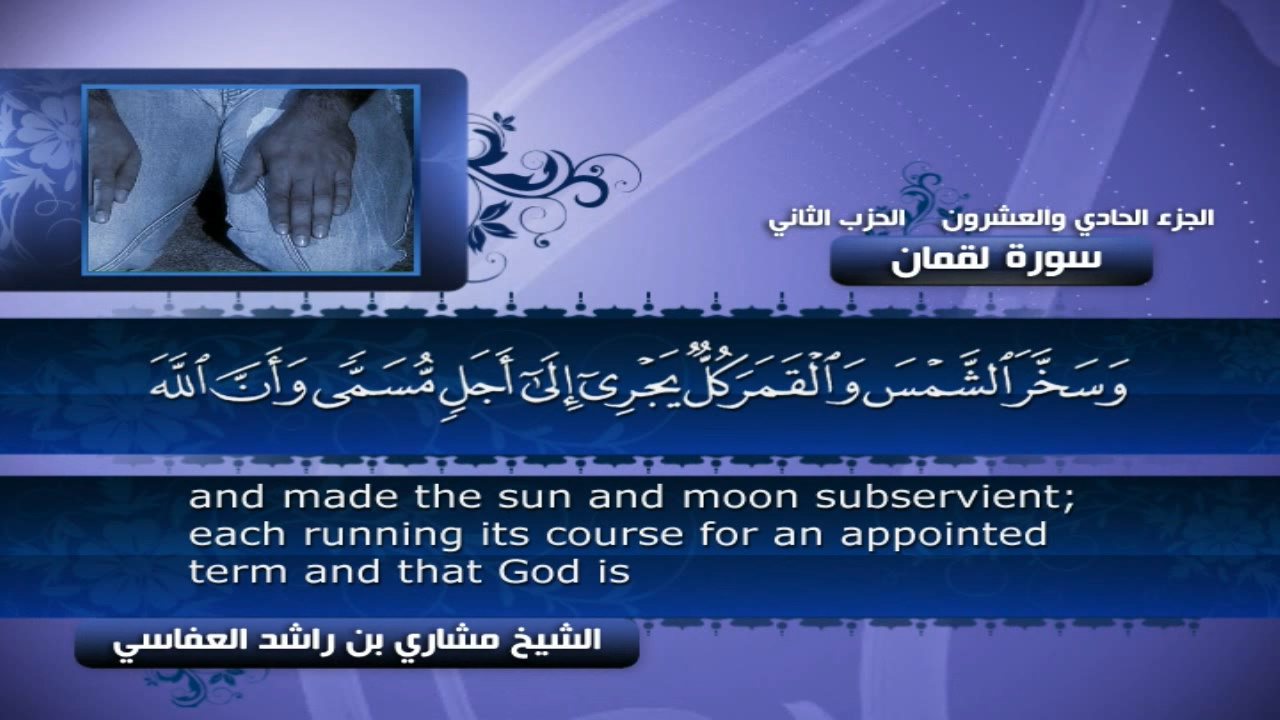 الجزء الحادي والعشرون الحزب الثاني
سورة لقمان
وَسَخَّرَ ٱلشَّمْسَ وَٱلْقَمَرَ كُلٌّ يَجْرِىٓ إِلَىٰٓ أَجَلٍ مُّسَمًّى وَأَنَّ ٱللَّهَ
and made the sun and moon subservient;
each running its course for an appointed
term and that God is
الشيخ مشاري بن راشد العفاسي